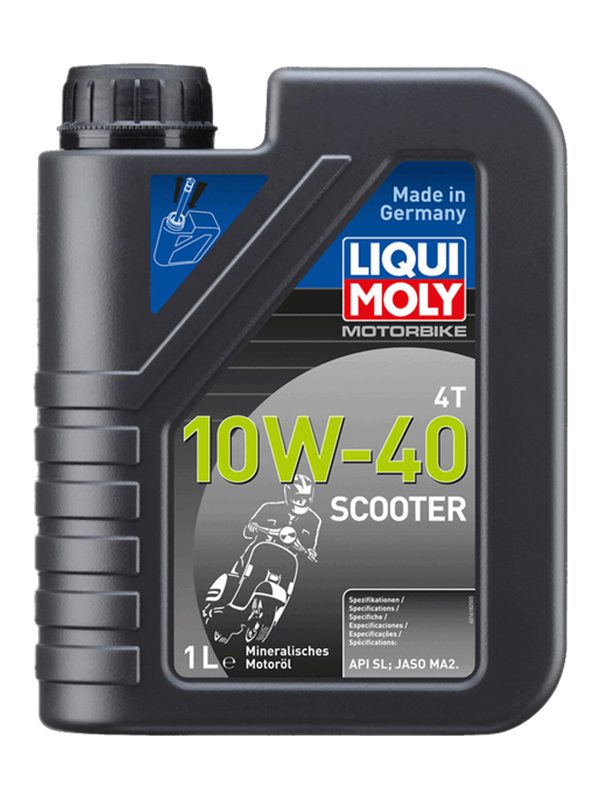 Made in
Germany
LIQUI
MOLY
MOTORBIKE
4T
10W-40
SCOOTER
Spezifikationen /
Specifications /
Specifiche /
Especificaciones /
Especificações /
Spécifications:
API SL; JASO MA2.
1L e
Mineralisches
Motoröl